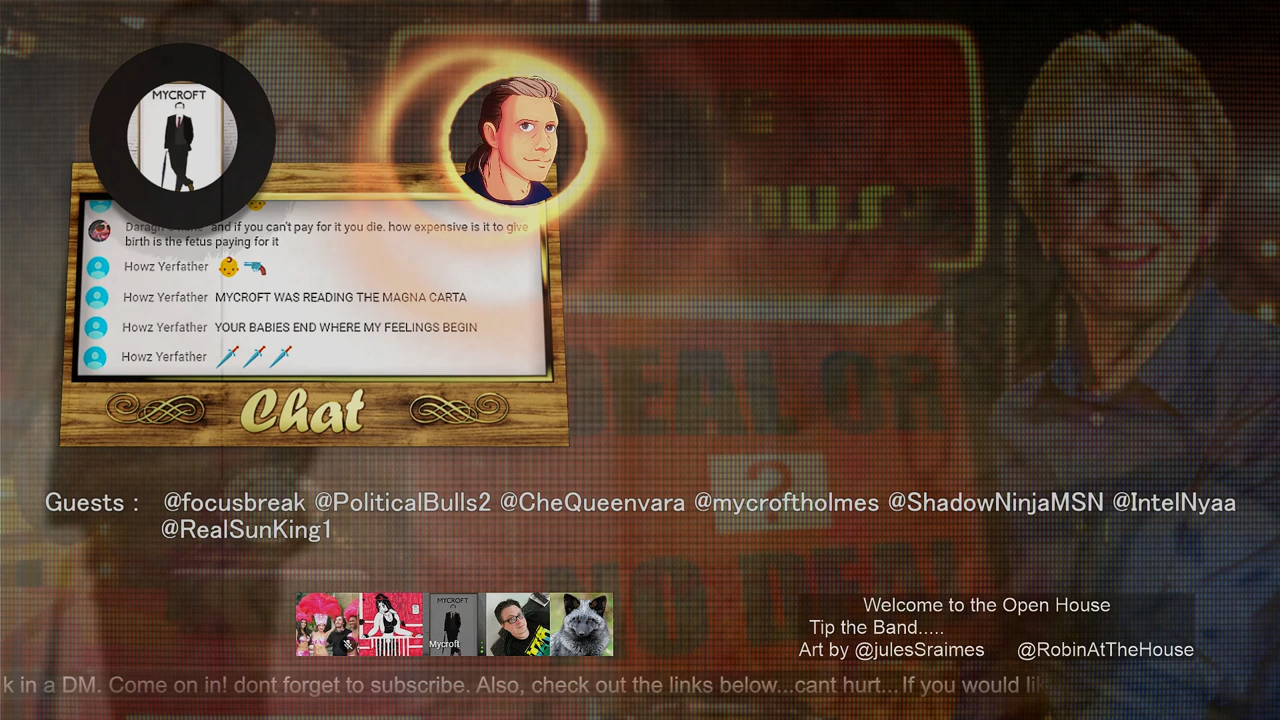 MYCROFT
and if you can't pay for it you die. how expensive is it to give
birth is the fetus paying for it
Howz Yerfather
Howz Yerfather MYCROFT WAS READING THE MAGNA CARTA
Howz Yerfather YOUR BABIES END WHERE MY FEELINGS BEGIN
Howz Yerfather
Chat
DEAL OR
?
NO DEAL
Guests : @focusbreak @PoliticalBulls2 @CheQueenvara @mycroftholmes @ShadowNinjaMSN @IntelNyaa
@RealSunKing1
MYCROFT
Mycroft
Welcome to the Open House
Tip the Band.....
Art by @julesSraimes @RobinAtTheHouse
k in a DM. Come on in! dont forget to subscribe. Also, check out the links below...cant hurt... If you would lik